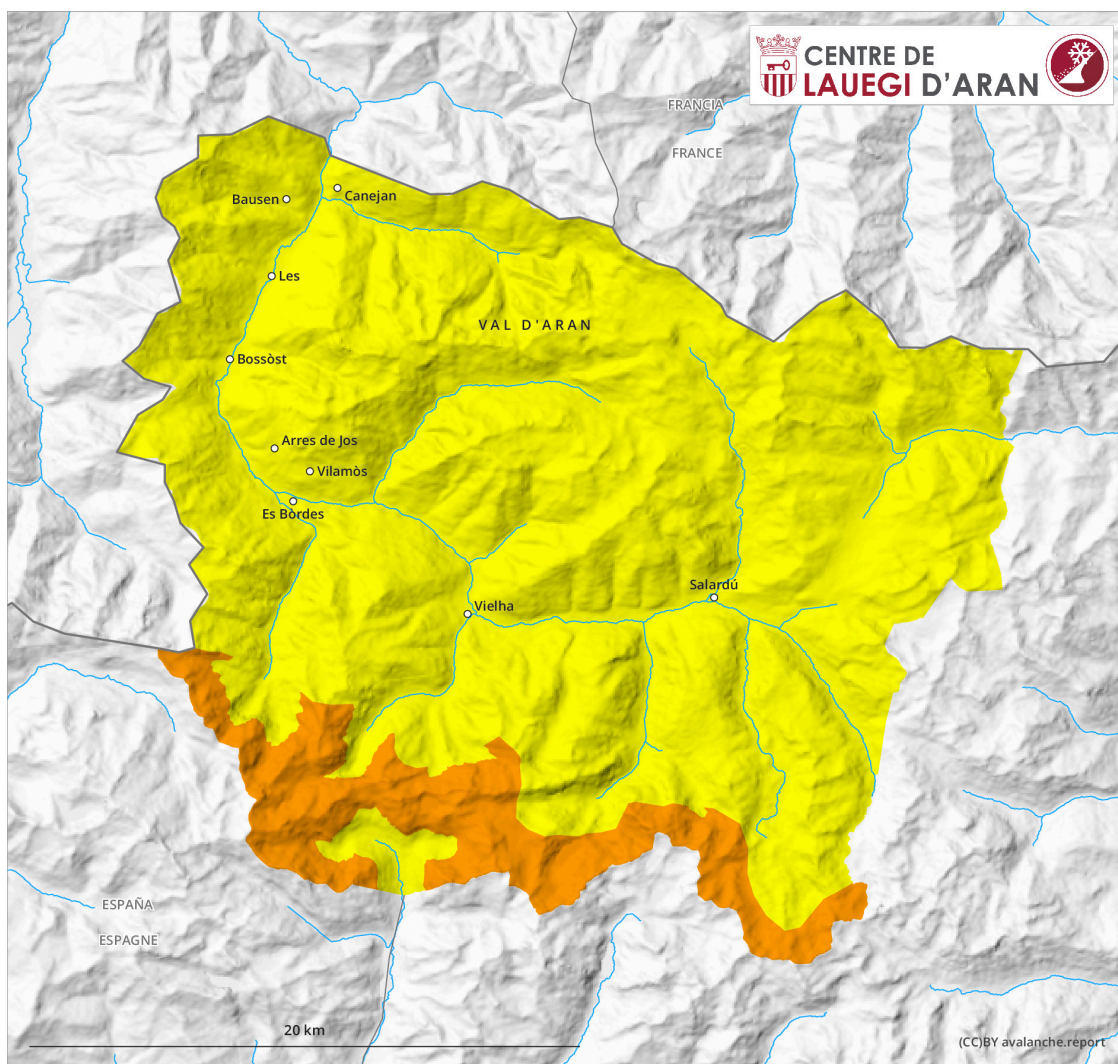 CENTRE DE
LAUEGI D'ARAN
FRANCIA
FRANCE
Bausen
Canejan
Les
VAL D'ARAN
Bossòst
Arres de Jos
Vilamòs
Es Bòrdes
Salardú
Vielha
ESPAÑA
ESPAGNE
20 km
(CC)BY avalanche.report